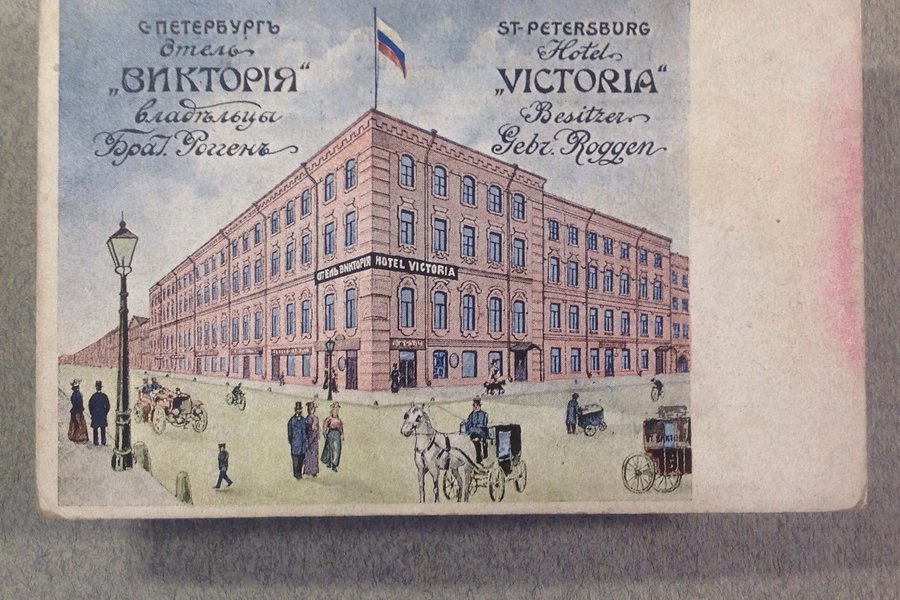 С-ПЕТЕРБУРГЪ
Отель
„ВИКТОРІЯ“
владѣльцы
Брат. Роггенъ
ST-PETERSBURG
Hotel
„VICTORIA“
Besitzer
Gebr. Roggen
ОТЕЛЬ ВИКТОРІЯ
HOTEL VICTORIA